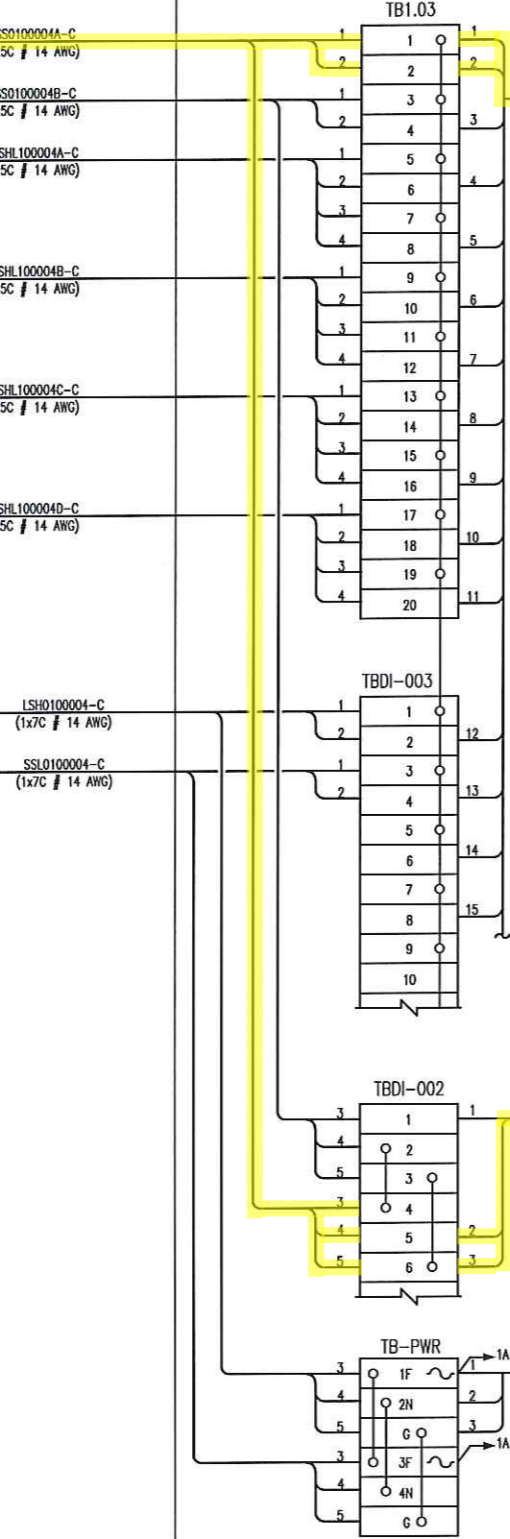 TB1.03
SS0100004A-C
5C # 14 AWG)
1 1 1
2 2 2
SS0100004B-C
5C # 14 AWG)
1 3
2 4 3
SHL100004A-C
5C # 14 AWG)
1 5
2 6 4
3 7
4 8 5
SHL100004B-C
5C # 14 AWG)
1 9
2 10 6
3 11
4 12 7
SHL100004C-C
5C # 14 AWG)
1 13
2 14 8
3 15
4 16 9
SHL100004D-C
5C # 14 AWG)
1 17
2 18 10
3 19
4 20 11
TBDI-003
LSH0100004-C
(1x7C # 14 AWG)
1 1
2 2 12
SSL0100004-C
(1x7C # 14 AWG)
1 3
2 4 13
5
6 14
7
8 15
9
10
TBDI-002
3 1 1
4 2
5 3
3 4
4 5 2
5 6 3
TB-PWR
3 1F 1 1A
4 2N 2
5 G 3
3 3F 1A
4 4N
5 G